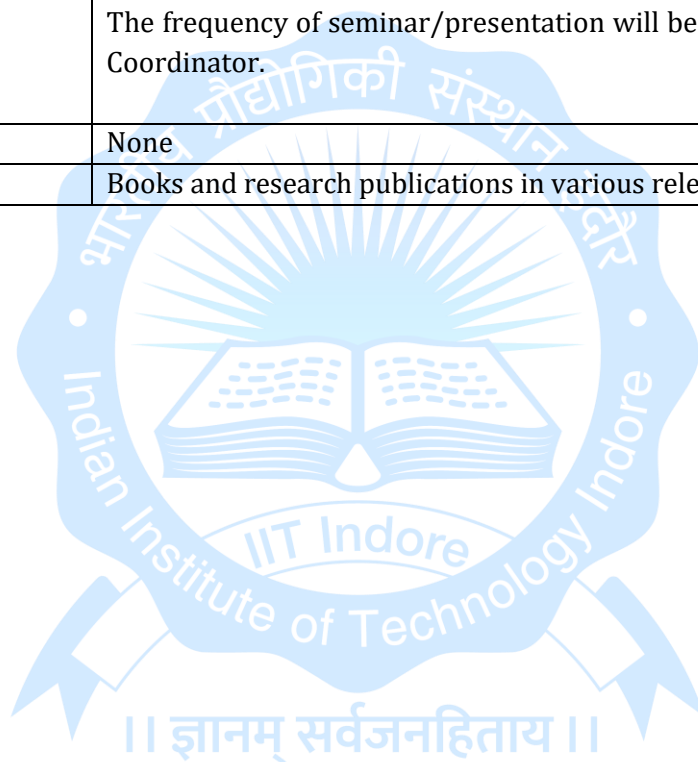 The frequency of seminar/presentation will be
Coordinator.
None
Books and research publications in various rele
भारतीय प्रौद्योगिकी संस्थान इंदौर
Indian Institute of Technology Indore
IIT Indore
।। ज्ञानम् सर्वजनहिताय ।।